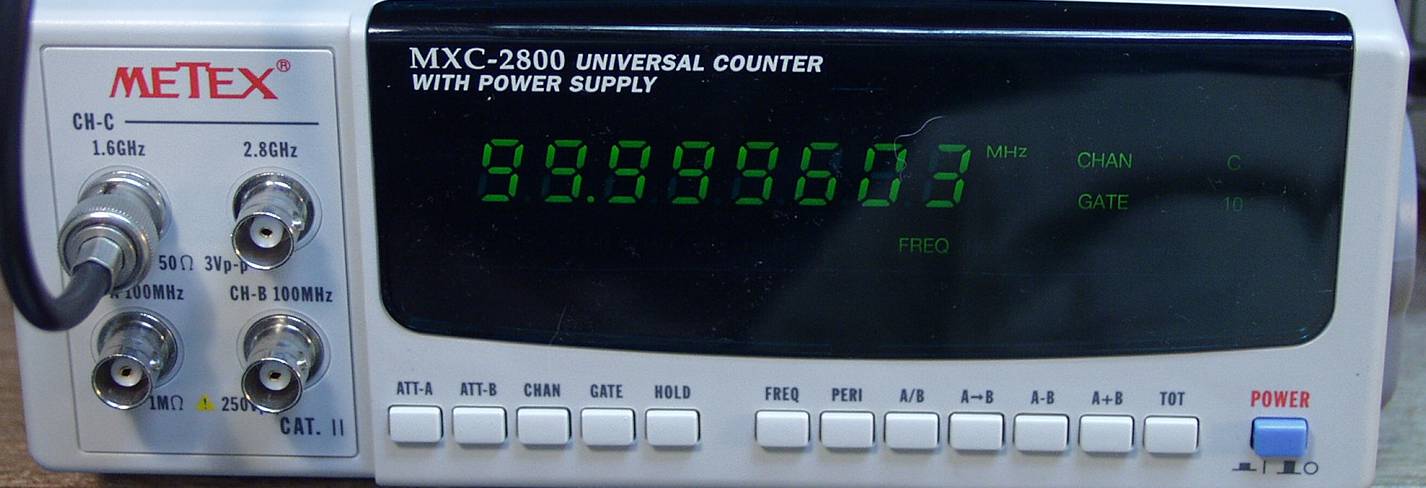 METEX®
CH-C
1.6GHz 2.8GHz
50Ω 3Vp-p
A 100MHz CH-B 100MHz
1MΩ 250V
CAT. II
MXC-2800 UNIVERSAL COUNTER
WITH POWER SUPPLY
99.999603 MHz CHAN C
GATE 10
FREQ
ATT-A ATT-B CHAN GATE HOLD FREQ PERI A/B A→B A-B A+B TOT POWER